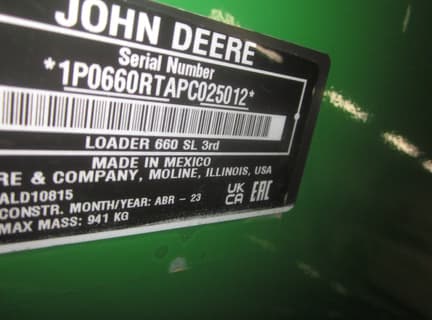 JOHN DEERE
Serial Number
*1P0660RTAPC025012*
LOADER 660 SL 3rd
MADE IN MEXICO
RE & COMPANY, MOLINE, ILLINOIS, USA
ALD10815
CONSTR. MONTH/YEAR: ABR - 23
MAX MASS: 941 KG
UK
CA
EAC